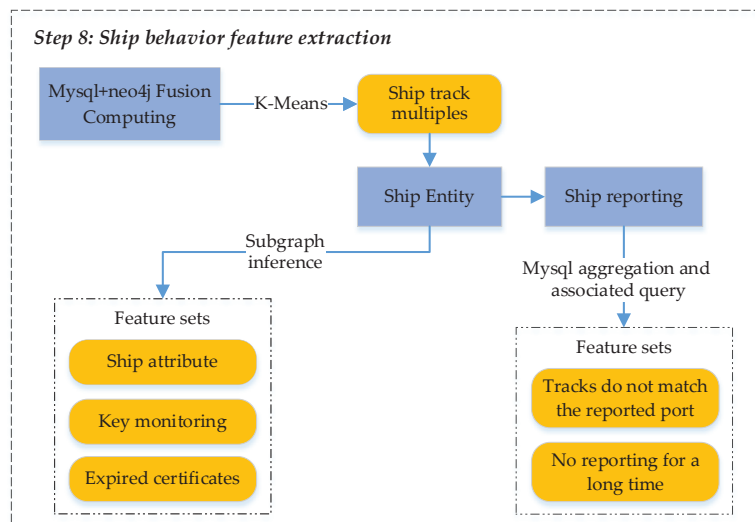 Step 8: Ship behavior feature extraction
Mysql+neo4j Fusion
Computing
K-Means
Ship track
multiples
Ship Entity
Ship reporting
Subgraph
inference
Mysql aggregation and
associated query
Feature sets
Ship attribute
Key monitoring
Expired certificates
Feature sets
Tracks do not match
the reported port
No reporting for a
long time